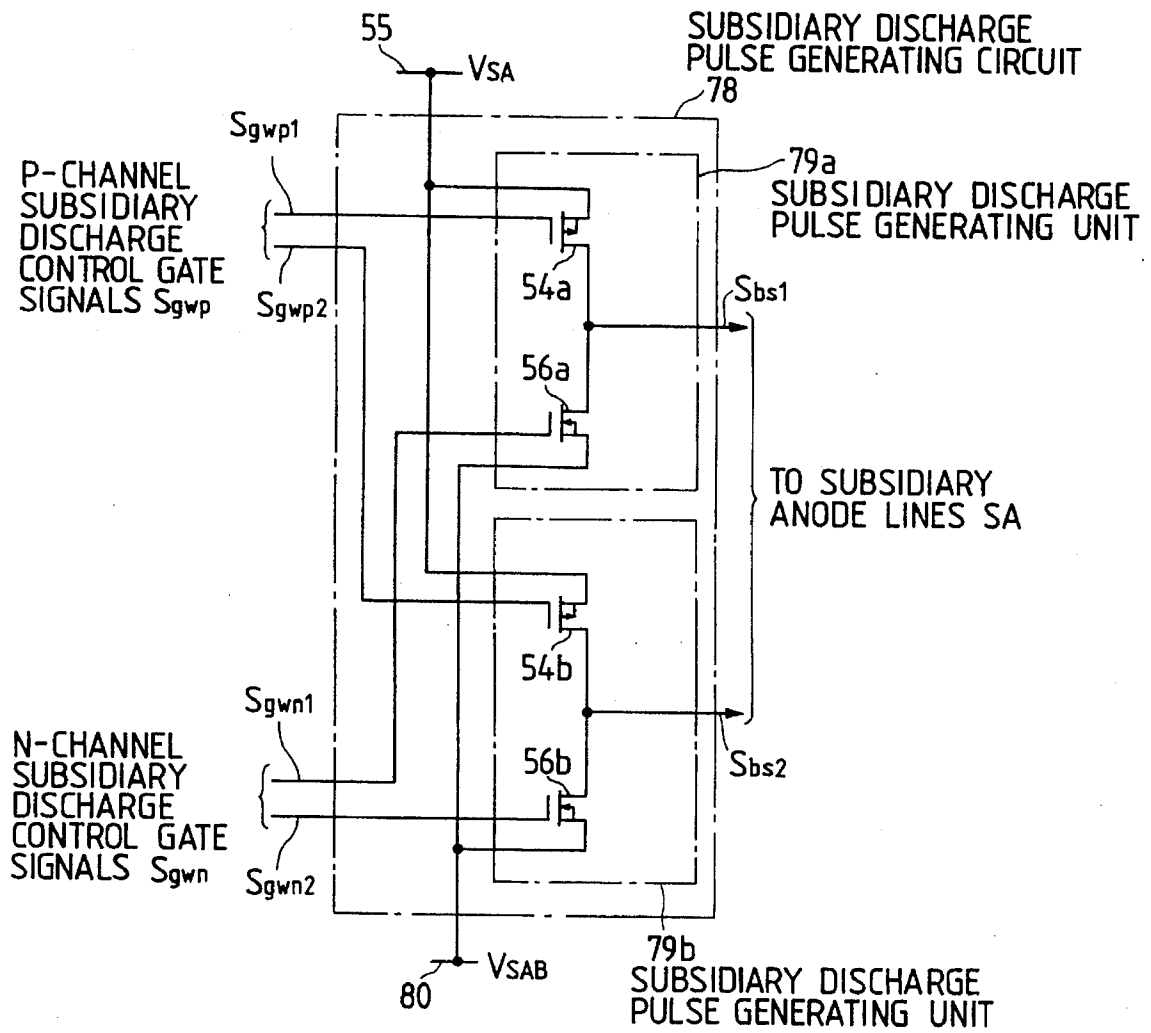 55
VSA
SUBSIDIARY DISCHARGE
PULSE GENERATING CIRCUIT
78
Sgwp1
P-CHANNEL
SUBSIDIARY
DISCHARGE
CONTROL GATE
SIGNALS Sgwp
Sgwp2
79a
SUBSIDIARY DISCHARGE
PULSE GENERATING UNIT
54a
Sbs1
56a
TO SUBSIDIARY
ANODE LINES SA
54b
Sgwn1
N-CHANNEL
SUBSIDIARY
DISCHARGE
CONTROL GATE
SIGNALS Sgwn
Sgwn2
56b
Sbs2
80
VSAB
79b
SUBSIDIARY DISCHARGE
PULSE GENERATING UNIT